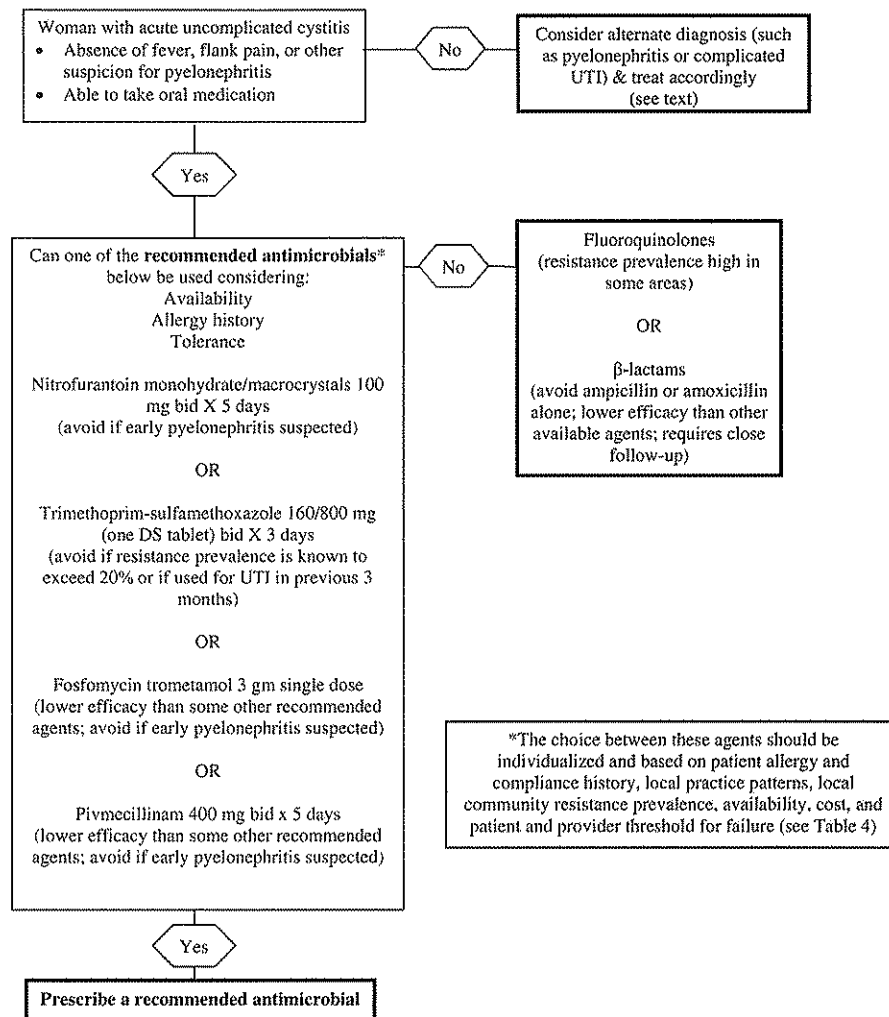 Woman with acute uncomplicated cystitis
• Absence of fever, flank pain, or other
suspicion for pyelonephritis
• Able to take oral medication
No
Consider alternate diagnosis (such
as pyelonephritis or complicated
UTI) & treat accordingly
(see text)
Yes
Can one of the recommended antimicrobials*
below be used considering:
Availability
Allergy history
Tolerance
Nitrofurantoin monohydrate/macrocrystals 100
mg bid X 5 days
(avoid if early pyelonephritis suspected)
OR
Trimethoprim-sulfamethoxazole 160/800 mg
(one DS tablet) bid X 3 days
(avoid if resistance prevalence is known to
exceed 20% or if used for UTI in previous 3
months)
OR
Fosfomycin trometamol 3 gm single dose
(lower efficacy than some other recommended
agents; avoid if early pyelonephritis suspected)
OR
Pivmecillinam 400 mg bid x 5 days
(lower efficacy than some other recommended
agents; avoid if early pyelonephritis suspected)
No
Fluoroquinolones
(resistance prevalence high in
some areas)
OR
β-lactams
(avoid ampicillin or amoxicillin
alone; lower efficacy than other
available agents; requires close
follow-up)
*The choice between these agents should be
individualized and based on patient allergy and
compliance history, local practice patterns, local
community resistance prevalence, availability, cost, and
patient and provider threshold for failure (see Table 4)
Yes
Prescribe a recommended antimicrobial